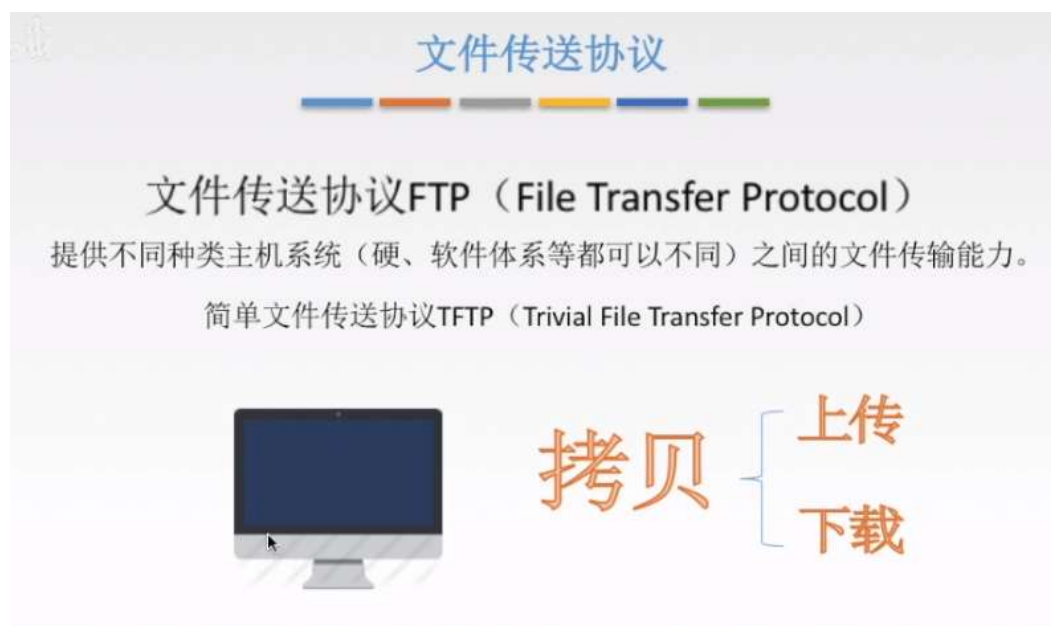 文件传送协议
文件传送协议FTP（File Transfer Protocol）
提供不同种类主机系统（硬、软件体系等都可以不同）之间的文件传输能力。
简单文件传送协议TFTP（Trivial File Transfer Protocol）
拷贝
上传
下载